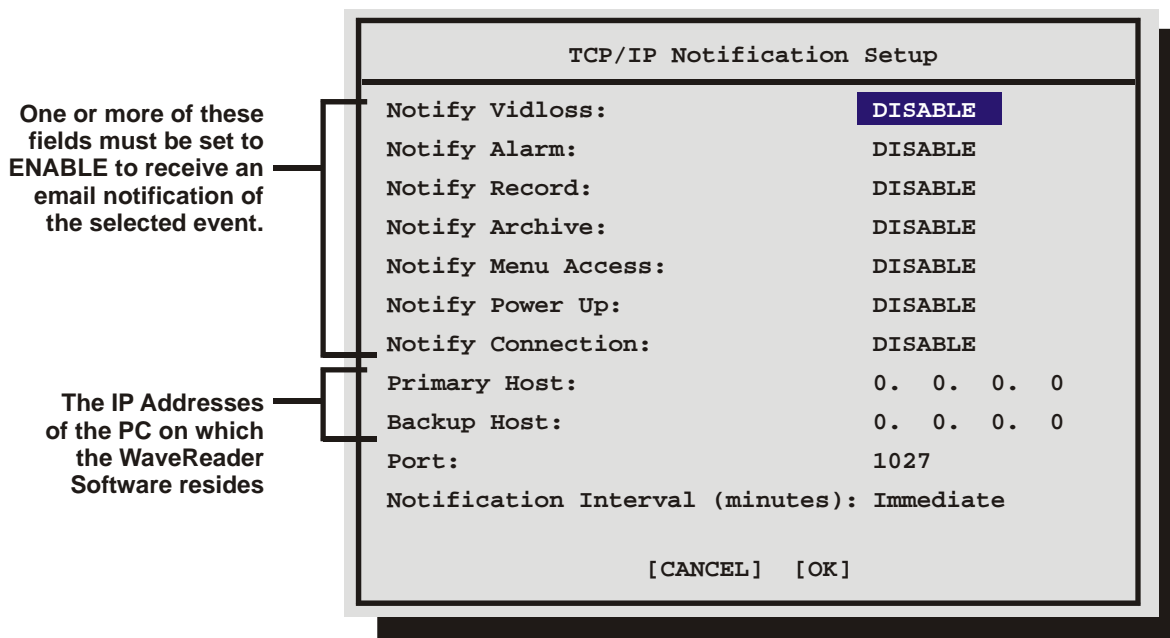 TCP/IP Notification Setup
One or more of these
fields must be set to
ENABLE to receive an
email notification of
the selected event.
Notify Vidloss: DISABLE
Notify Alarm: DISABLE
Notify Record: DISABLE
Notify Archive: DISABLE
Notify Menu Access: DISABLE
Notify Power Up: DISABLE
Notify Connection: DISABLE
The IP Addresses
of the PC on which
the WaveReader
Software resides
Primary Host: 0. 0. 0. 0
Backup Host: 0. 0. 0. 0
Port: 1027
Notification Interval (minutes): Immediate
[CANCEL] [OK]